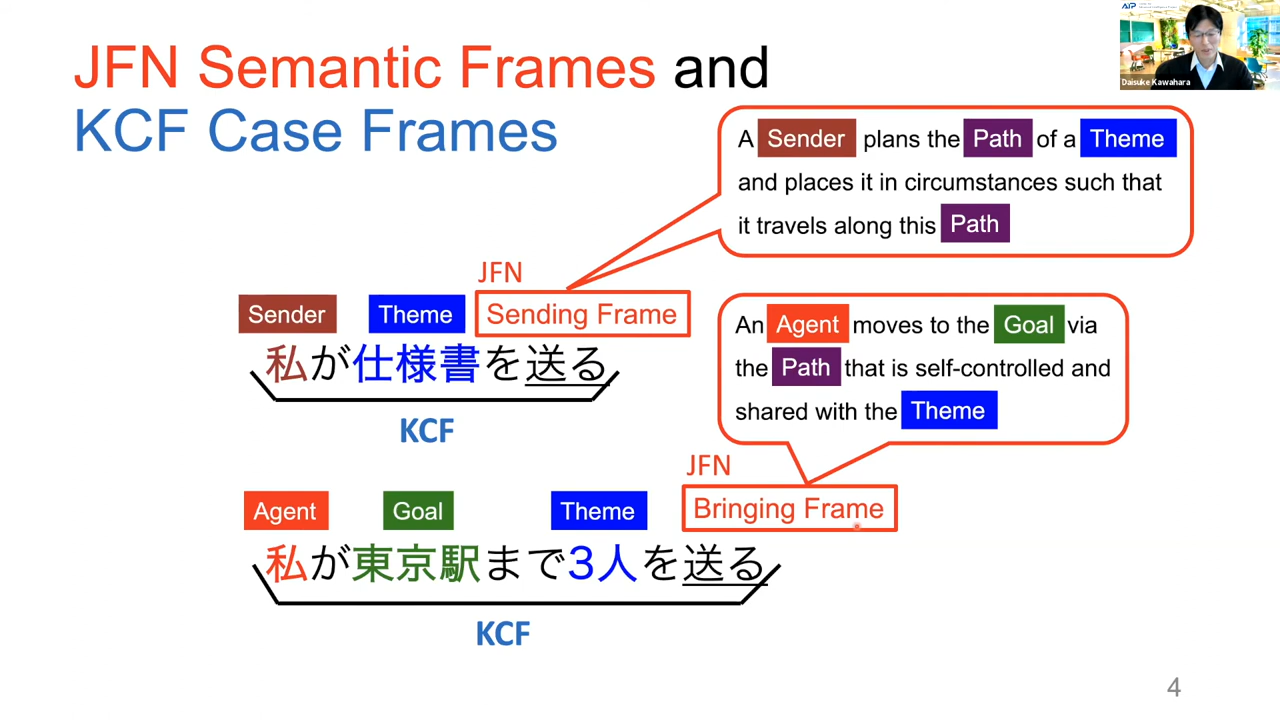 JFN Semantic Frames and
KCF Case Frames
AIP
Daisuke Kawahara
A Sender plans the Path of a Theme
and places it in circumstances such that
it travels along this Path
JFN
Sender Theme Sending Frame
私が仕様書を送る
KCF
An Agent moves to the Goal via
the Path that is self-controlled and
shared with the Theme
JFN
Agent Goal Theme Bringing Frame
私が東京駅まで3人を送る
KCF
4